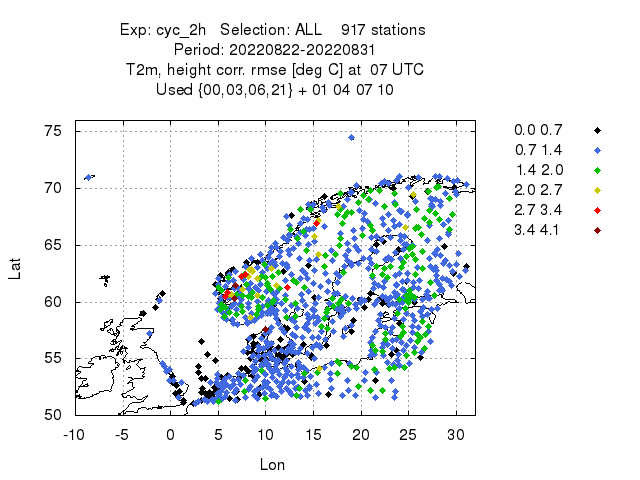 Exp: cyc_2h Selection: ALL 917 stations
Period: 20220822-20220831
T2m, height corr. rmse [deg C] at 07 UTC
Used {00,03,06,21} + 01 04 07 10
75
70
65
60
55
50
Lat
-10 -5 0 5 10 15 20 25 30
Lon
0.0 0.7
0.7 1.4
1.4 2.0
2.0 2.7
2.7 3.4
3.4 4.1